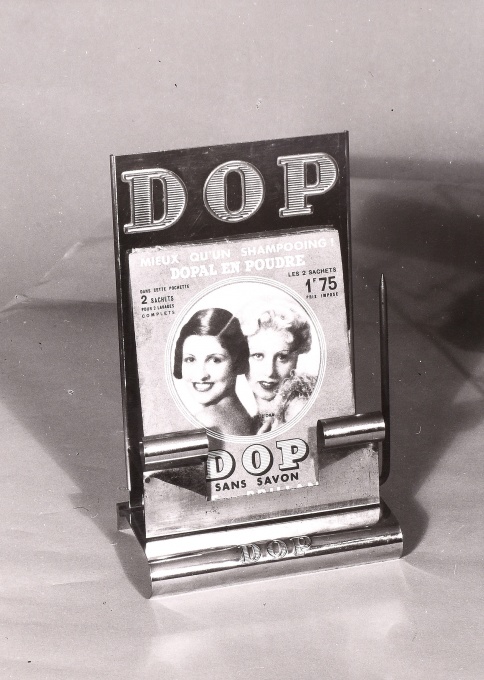 DOP
MIEUX QU'UN SHAMPOOING!
DOPAL EN POUDRE
DANS CETTE POCHETTE
2 SACHETS
POUR 2 LAVAGES
COMPLETS
LES 2 SACHETS
1F75
PRIX IMPOSÉ
DOP
SANS SAVON
DOP